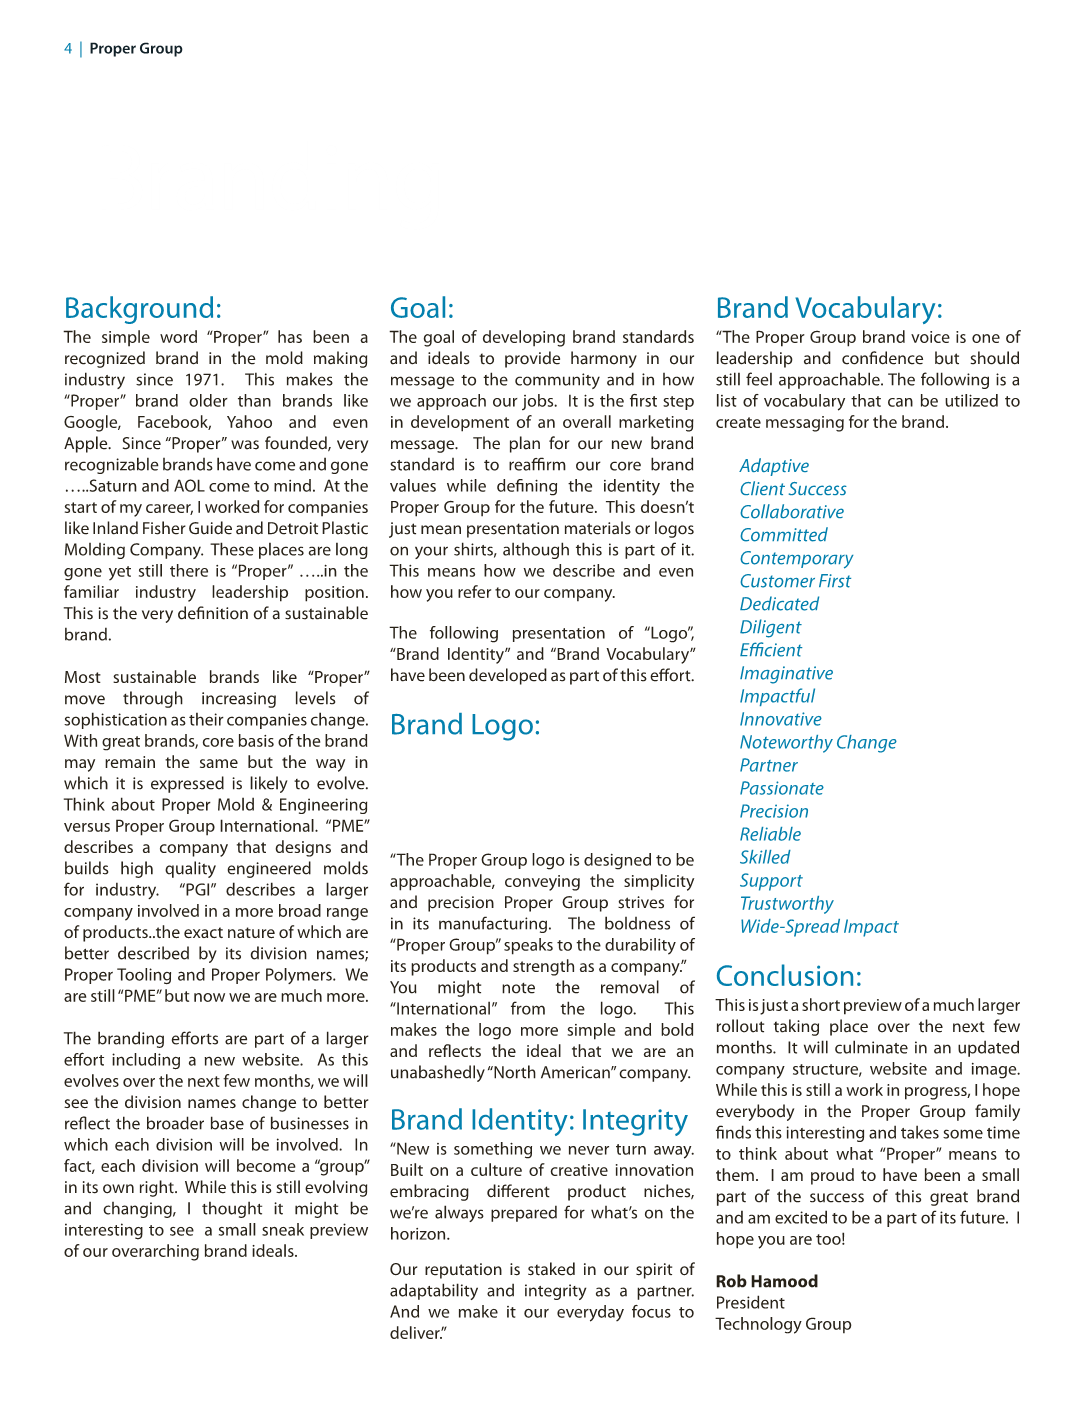 4 | Proper Group
Background:
The simple word “Proper” has been a
recognized brand in the mold making
industry since 1971.  This makes the
“Proper” brand older than brands like
Google, Facebook, Yahoo and even
Apple.  Since “Proper” was founded, very
recognizable brands have come and gone
…..Saturn and AOL come to mind.  At the
start of my career, I worked for companies
like Inland Fisher Guide and Detroit Plastic
Molding Company.  These places are long
gone yet still there is “Proper” …..in the
familiar industry leadership position.
This is the very definition of a sustainable
brand.
Most sustainable brands like “Proper”
move through increasing levels of
sophistication as their companies change.
With great brands, core basis of the brand
may remain the same but the way in
which it is expressed is likely to evolve.
Think about Proper Mold & Engineering
versus Proper Group International.  “PME”
describes a company that designs and
builds high quality engineered molds
for industry.  “PGI” describes a larger
company involved in a more broad range
of products..the exact nature of which are
better described by its division names;
Proper Tooling and Proper Polymers.  We
are still “PME” but now we are much more.
The branding efforts are part of a larger
effort including a new website.  As this
evolves over the next few months, we will
see the division names change to better
reflect the broader base of businesses in
which each division will be involved.  In
fact, each division will become a “group”
in its own right.  While this is still evolving
and changing, I thought it might be
interesting to see  a small sneak preview
of our overarching brand ideals.
Goal:
The goal of developing brand standards
and ideals to provide harmony in our
message to the community and in how
we approach our jobs.  It is the first step
in development of an overall marketing
message.  The plan for our new brand
standard is to reaffirm our core brand
values while defining the identity the
Proper Group for the future.  This doesn’t
just mean presentation materials or logos
on your shirts, although this is part of it.
This means how we describe and even
how you refer to our company.
The following presentation of “Logo”,
“Brand Identity” and “Brand Vocabulary”
have been developed as part of this effort.
Brand Logo:
“The Proper Group logo is designed to be
approachable, conveying the simplicity
and precision Proper Group strives for
in its manufacturing.  The boldness of
“Proper Group” speaks to the durability of
its products and strength as a company.”
You might note the removal of
“International” from the logo.  This
makes the logo more simple and bold
and reflects the ideal that we are an
unabashedly “North American” company.
Brand Identity: Integrity
“New is something we never turn away.
Built on a culture of creative innovation
embracing different product niches,
we’re always prepared for what’s on the
horizon.
Our reputation is staked in our spirit of
adaptability and integrity as a partner.
And we make it our everyday focus to
deliver.”
Brand Vocabulary:
“The Proper Group brand voice is one of
leadership and confidence but should
still feel approachable. The following is a
list of vocabulary that can be utilized to
create messaging for the brand.
Adaptive
Client Success
Collaborative
Committed
Contemporary
Customer First
Dedicated
Diligent
Efficient
Imaginative
Impactful
Innovative
Noteworthy Change
Partner
Passionate
Precision
Reliable
Skilled
Support
Trustworthy
Wide-Spread Impact
Conclusion:
This is just a short preview of a much larger
rollout taking place over the next few
months.  It will culminate in an updated
company structure, website and image.
While this is still a work in progress, I hope
everybody in the Proper Group family
finds this interesting and takes some time
to think about what “Proper” means to
them.  I am proud to have been a small
part of the success of this great brand
and am excited to be a part of its future.  I
hope you are too!
Rob Hamood
President
Technology Group